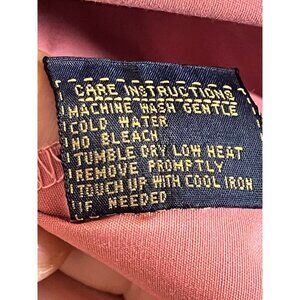 CARE INSTRUCTIONS
MACHINE WASH GENTLE
COLD WATER
NO BLEACH
TUMBLE DRY LOW HEAT
REMOVE PROMPTLY
TOUCH UP WITH COOL IRON
IF NEEDED